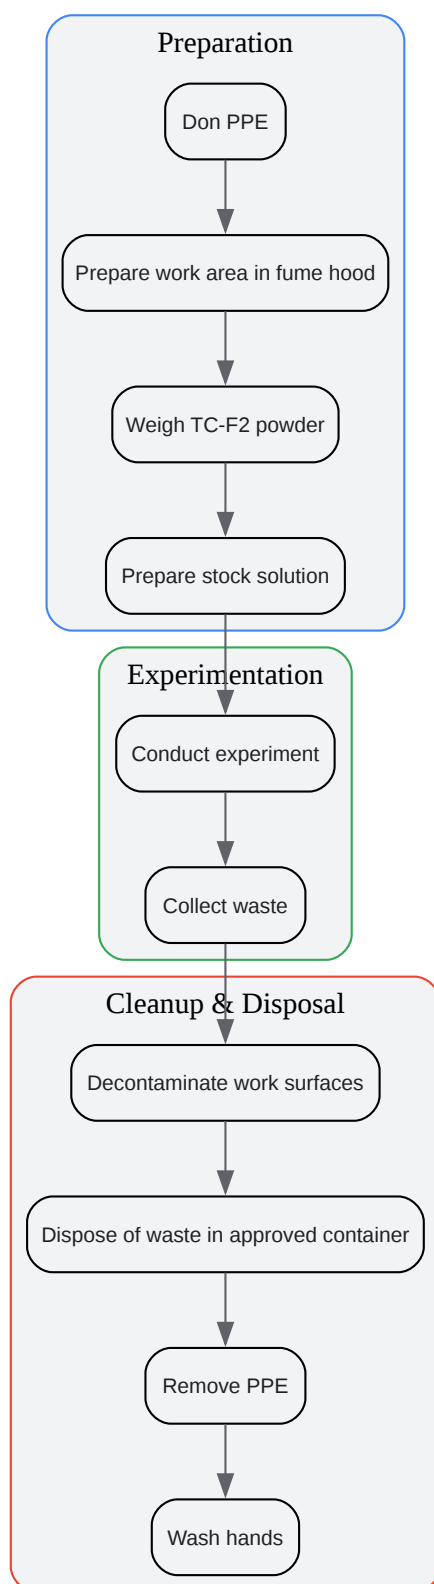 Preparation
Don PPE
Prepare work area in fume hood
Weigh TC-F2 powder
Prepare stock solution
Experimentation
Conduct experiment
Collect waste
Cleanup & Disposal
Decontaminate work surfaces
Dispose of waste in approved container
Remove PPE
Wash hands